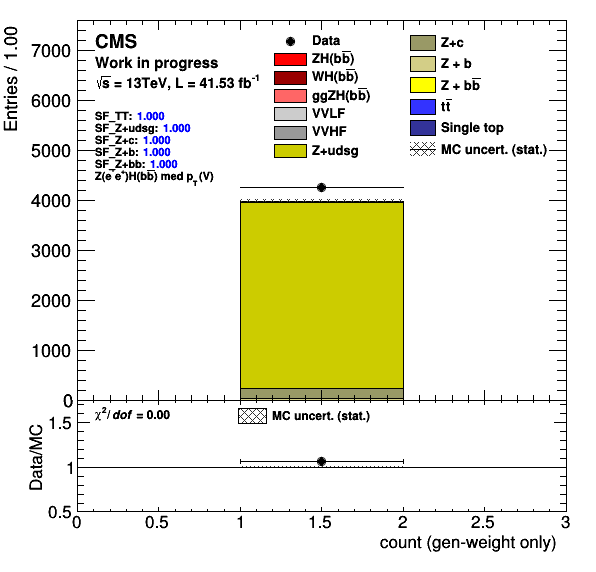 CMS
Work in progress
√s = 13TeV, L = 41.53 fb⁻¹
SF_TT: 1.000
SF_Z+udsg: 1.000
SF_Z+c: 1.000
SF_Z+b: 1.000
SF_Z+bb: 1.000
Z(e⁻e⁺)H(bb̅) med p_T(V)
Data
ZH(bb̅)
WH(bb̅)
ggZH(bb̅)
VVLF
VVHF
Z+udsg
Z+c
Z + b
Z + bb̅
tt̅
Single top
MC uncert. (stat.)
Entries / 1.00
7000
6000
5000
4000
3000
2000
1000
0
χ²/dof = 0.00
MC uncert. (stat.)
Data/MC
1.5
1
0.5
0 0.5 1 1.5 2 2.5 3
count (gen-weight only)